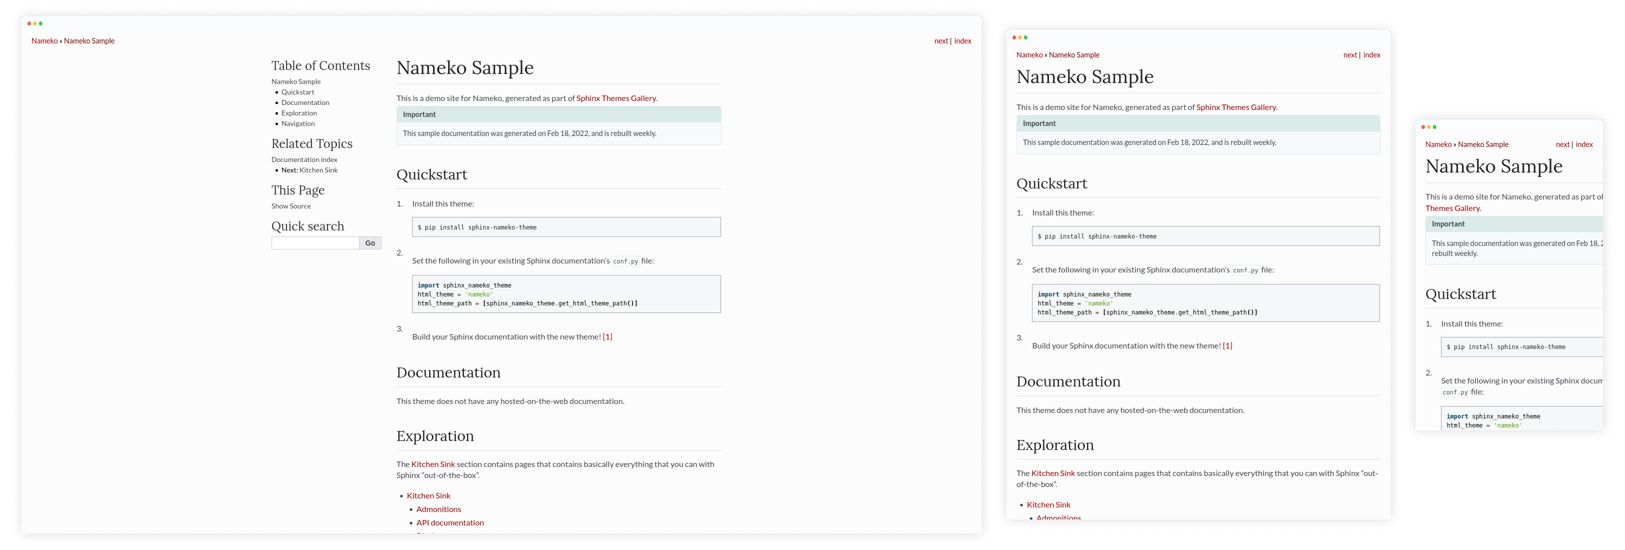 Nameko » Nameko Sample
next | index
Table of Contents
Nameko Sample
Quickstart
Documentation
Exploration
Navigation
Related Topics
Documentation index
Next: Kitchen Sink
This Page
Show Source
Quick search
Go
Nameko Sample
This is a demo site for Nameko, generated as part of Sphinx Themes Gallery.
Important
This sample documentation was generated on Feb 18, 2022, and is rebuilt weekly.
Quickstart
1. Install this theme:
$ pip install sphinx-nameko-theme
2.
Set the following in your existing Sphinx documentation's conf.py file:
import sphinx_nameko_theme
html_theme = 'nameko'
html_theme_path = [sphinx_nameko_theme.get_html_theme_path()]
3.
Build your Sphinx documentation with the new theme! [1]
Documentation
This theme does not have any hosted-on-the-web documentation.
Exploration
The Kitchen Sink section contains pages that contains basically everything that you can with
Sphinx "out-of-the-box".
Kitchen Sink
Admonitions
API documentation
Nameko » Nameko Sample
next | index
Nameko Sample
This is a demo site for Nameko, generated as part of Sphinx Themes Gallery.
Important
This sample documentation was generated on Feb 18, 2022, and is rebuilt weekly.
Quickstart
1. Install this theme:
$ pip install sphinx-nameko-theme
2.
Set the following in your existing Sphinx documentation's conf.py file:
import sphinx_nameko_theme
html_theme = 'nameko'
html_theme_path = [sphinx_nameko_theme.get_html_theme_path()]
3.
Build your Sphinx documentation with the new theme! [1]
Documentation
This theme does not have any hosted-on-the-web documentation.
Exploration
The Kitchen Sink section contains pages that contains basically everything that you can with Sphinx "out-
of-the-box".
Kitchen Sink
Admonitions
Nameko » Nameko Sample
next | index
Nameko Sample
This is a demo site for Nameko, generated as part of
Themes Gallery.
Important
This sample documentation was generated on Feb 18, 2
rebuilt weekly.
Quickstart
1. Install this theme:
$ pip install sphinx-nameko-theme
2.
Set the following in your existing Sphinx docum
conf.py file:
import sphinx_nameko_theme
html_theme = 'nameko'